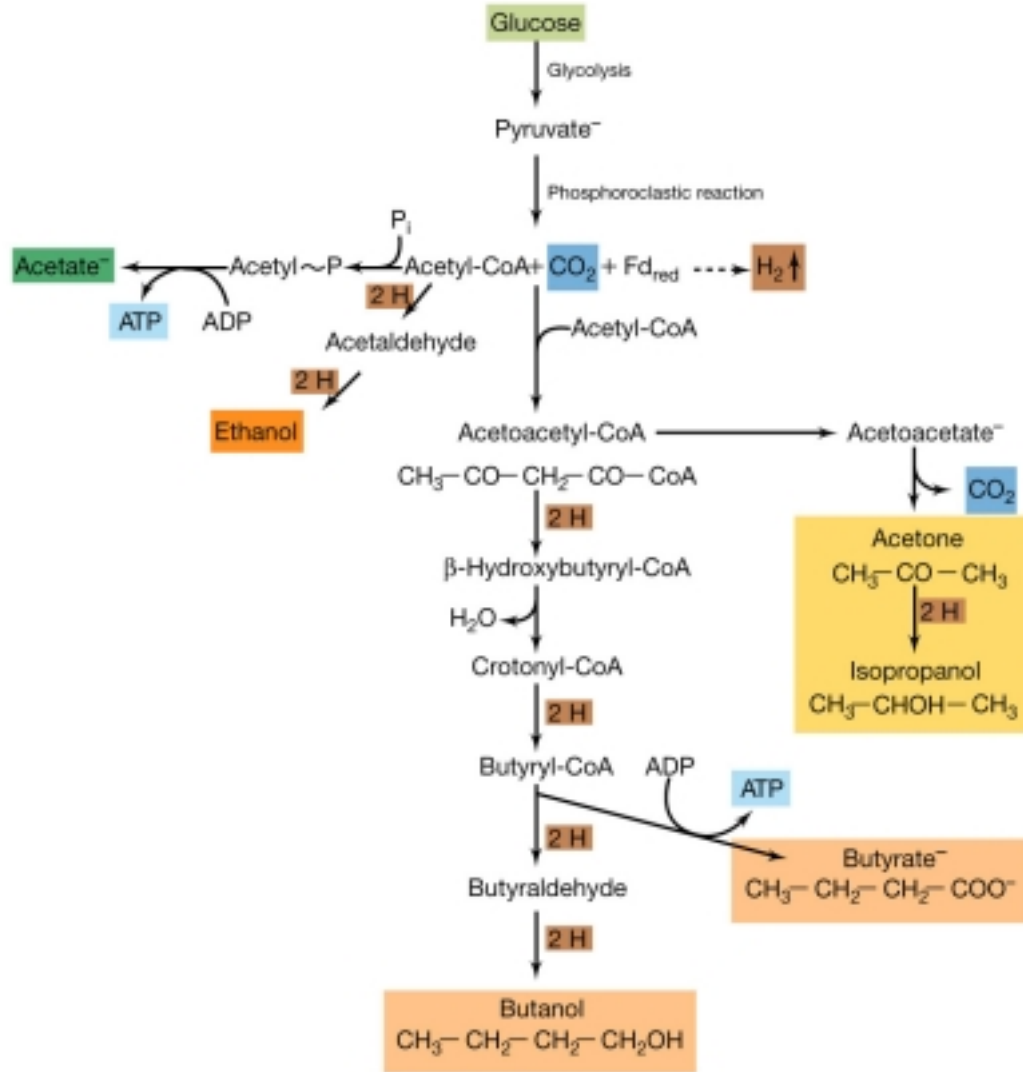 Glucose
Glycolysis
Pyruvate⁻
Phosphoroclastic reaction
Pᵢ
Acetate⁻ Acetyl～P Acetyl-CoA+ CO₂ + Fd_red H₂↑
2 H
ATP ADP
Acetyl-CoA
Acetaldehyde
2 H
Ethanol
Acetoacetyl-CoA Acetoacetate⁻
CH₃–CO–CH₂–CO–CoA
CO₂
2 H
Acetone
CH₃–CO–CH₃
β-Hydroxybutyryl-CoA
2 H
H₂O
Crotonyl-CoA
Isopropanol
CH₃–CHOH–CH₃
2 H
Butyryl-CoA ADP
ATP
2 H
Butyrate⁻
CH₃–CH₂–CH₂–COO⁻
Butyraldehyde
2 H
Butanol
CH₃–CH₂–CH₂–CH₂OH